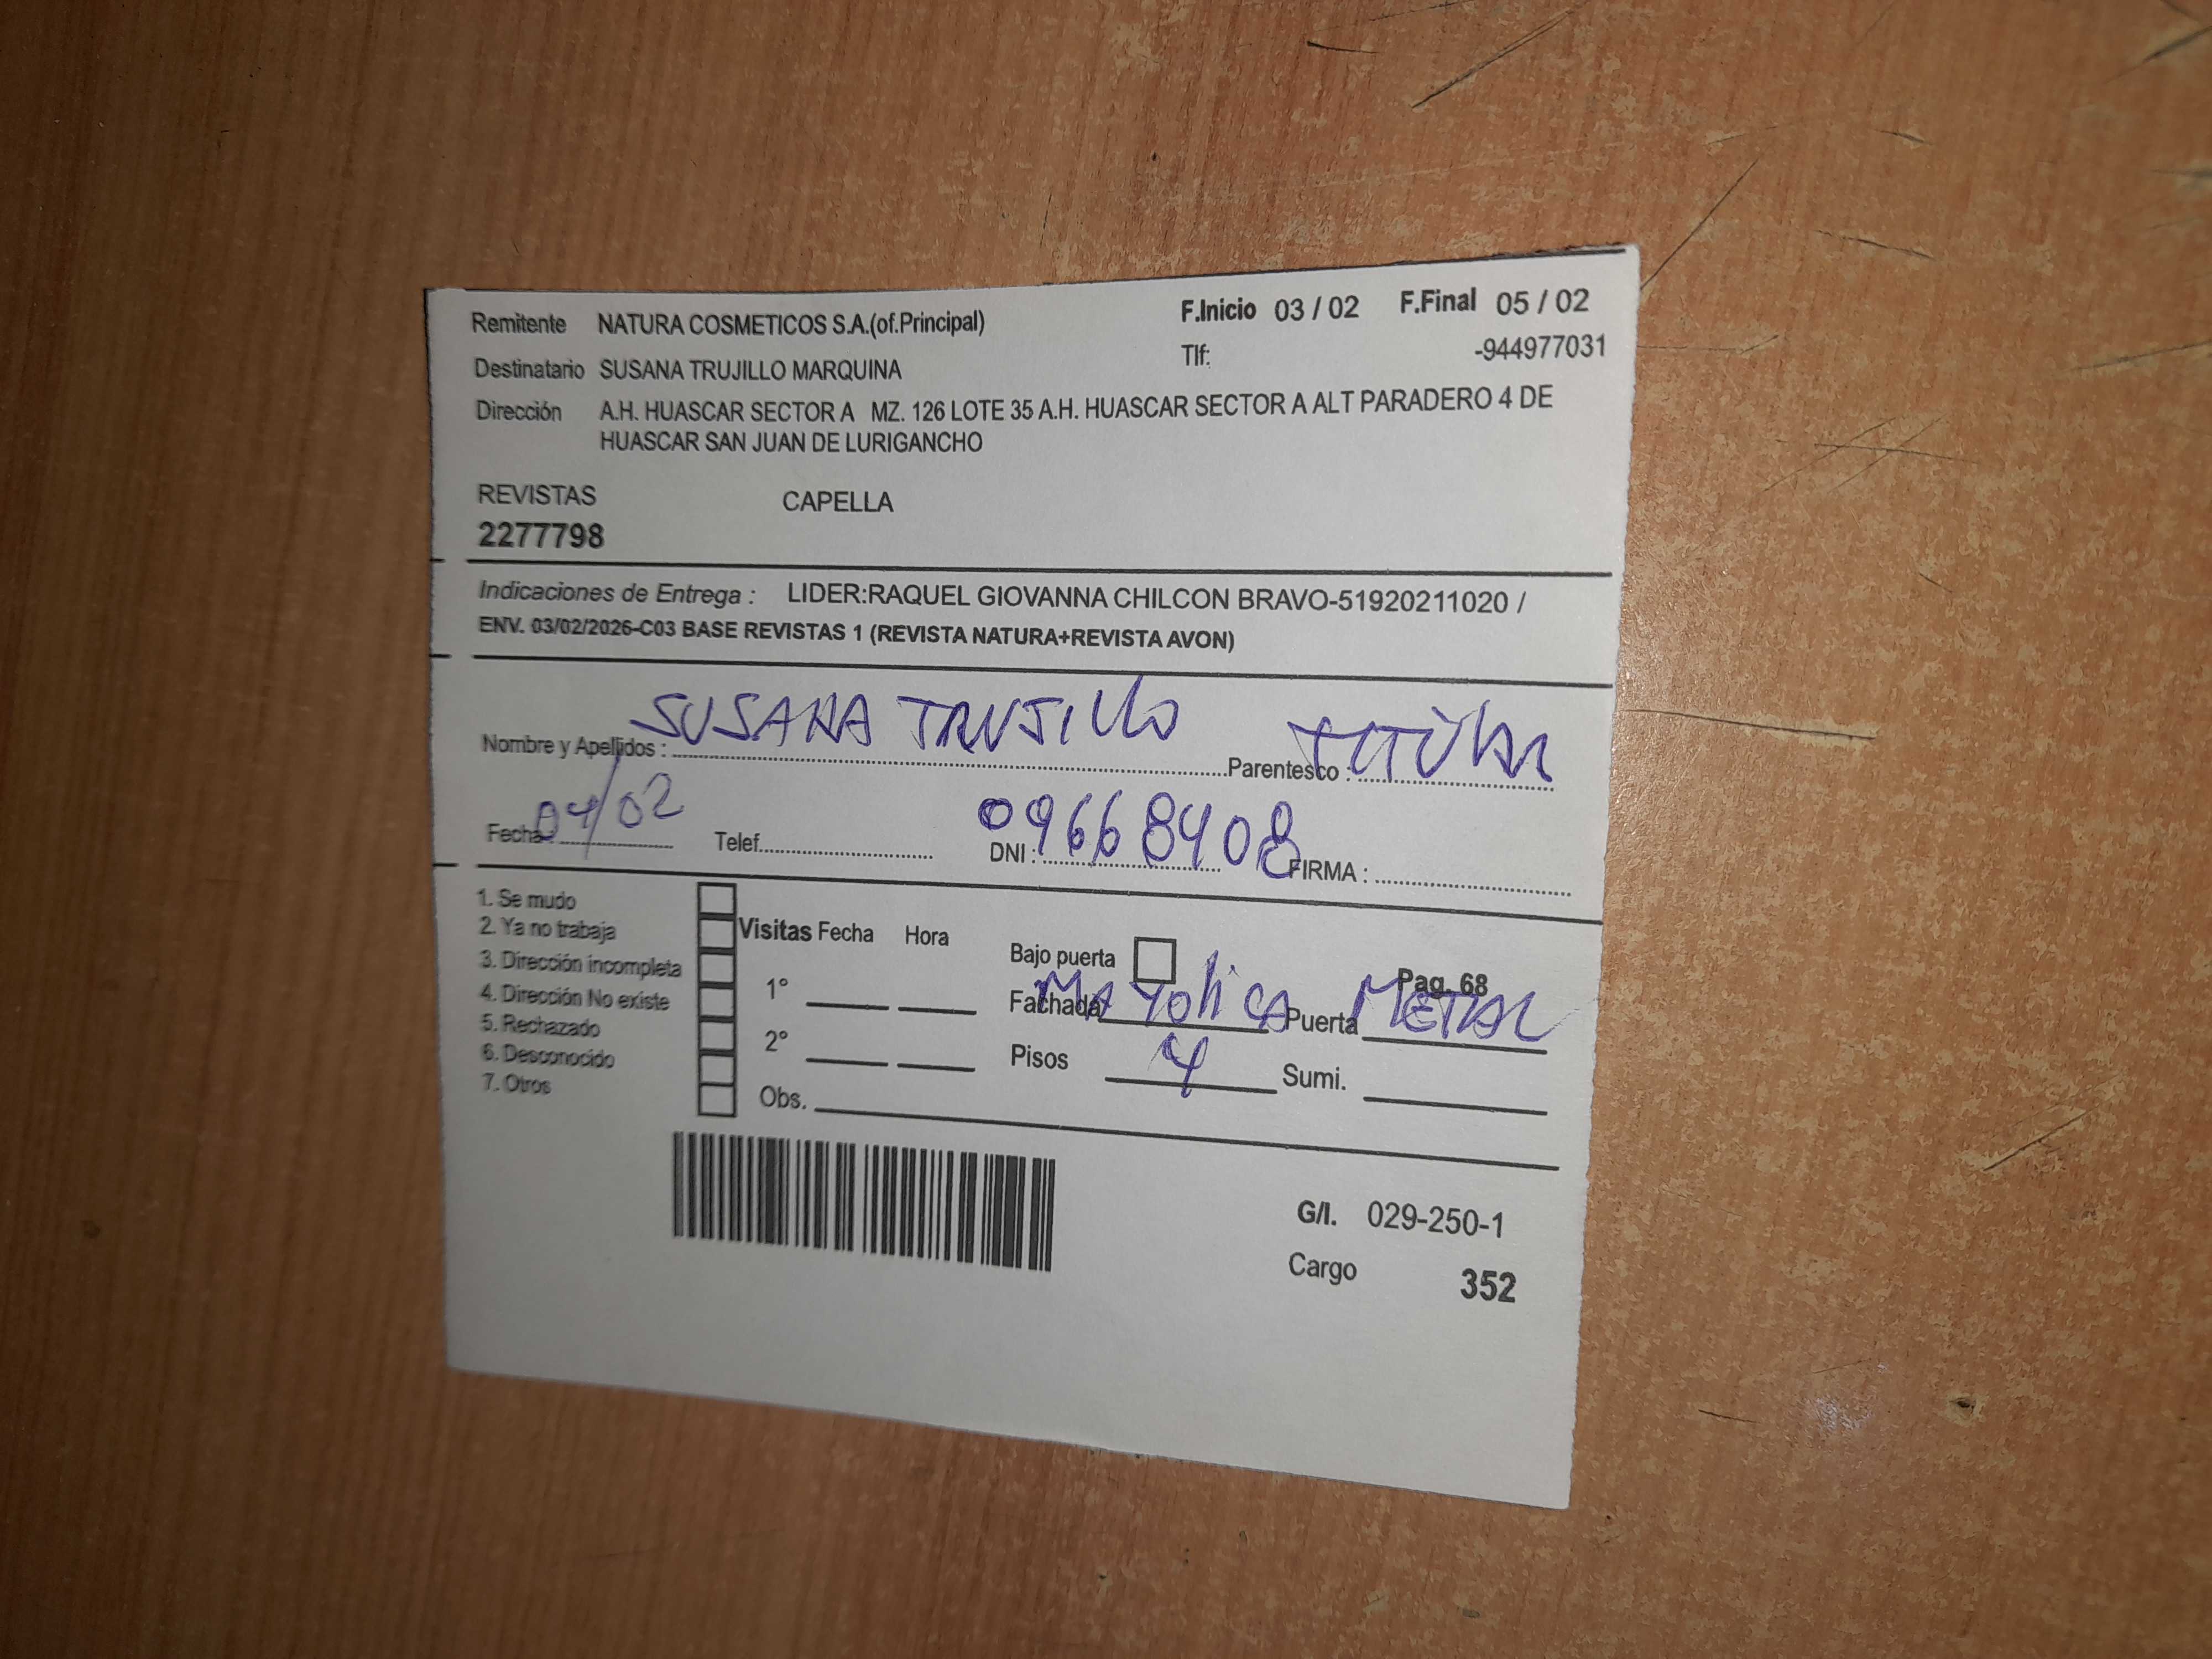 Remitente NATURA COSMETICOS S.A.(of.Principal) F.Inicio 03 / 02 F.Final 05 / 02
Tlf: -944977031
Destinatario SUSANA TRUJILLO MARQUINA
Dirección A.H. HUASCAR SECTOR A MZ. 126 LOTE 35 A.H. HUASCAR SECTOR A ALT PARADERO 4 DE
HUASCAR SAN JUAN DE LURIGANCHO
REVISTAS CAPELLA
2277798
Indicaciones de Entrega : LIDER:RAQUEL GIOVANNA CHILCON BRAVO-51920211020 /
ENV. 03/02/2026-C03 BASE REVISTAS 1 (REVISTA NATURA+REVISTA AVON)
Nombre y Apellidos : SUSANA TRUJILLO Parentesco : TITULAR
Fecha : 04/02 Telef. DNI : 09668408 FIRMA :
1. Se mudo
2. Ya no trabaja
3. Dirección incompleta
4. Dirección No existe
5. Rechazado
6. Desconocido
7. Otros
Visitas Fecha Hora
1°
2°
Obs.
Bajo puerta Pag. 68
Fachada MAYOLICA Puerta METAL
Pisos 4 Sumi.
G/I. 029-250-1
Cargo 352